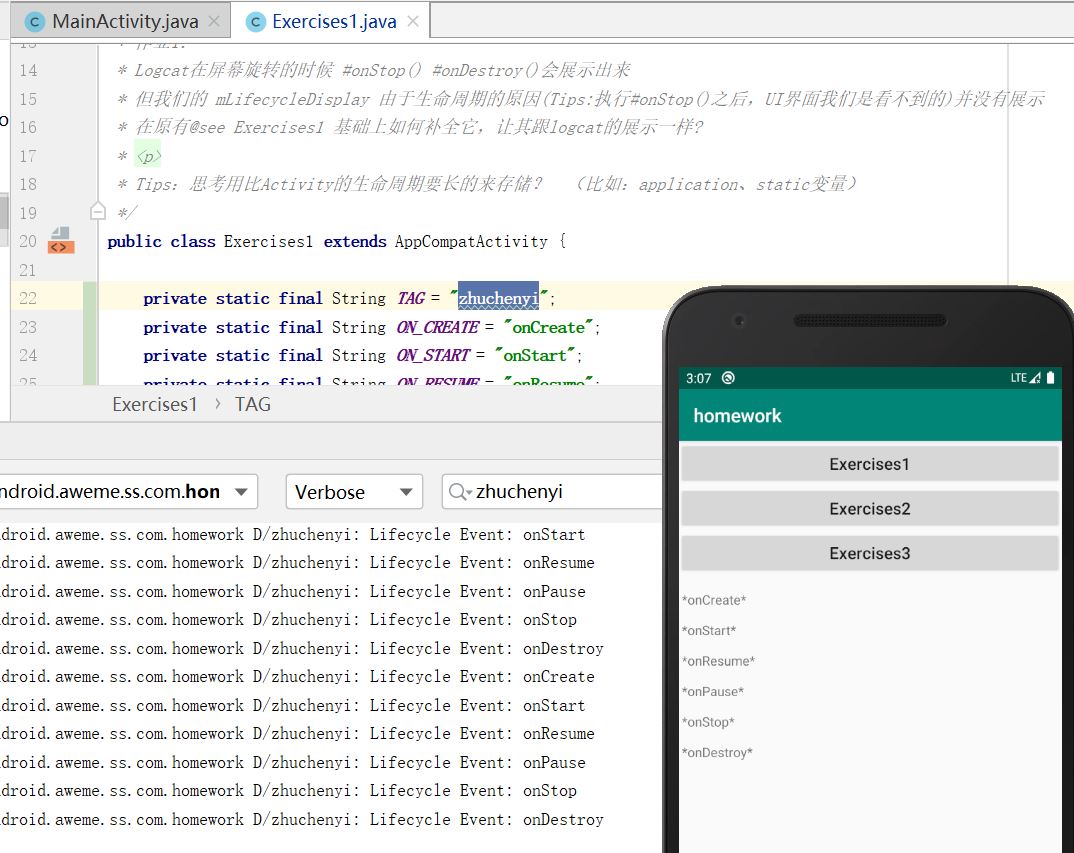 MainActivity.java
Exercises1.java
14 * Logcat在屏幕旋转的时候 #onStop() #onDestroy()会展示出来
15 * 但我们的 mLifecycleDisplay 由于生命周期的原因(Tips:执行#onStop()之后，UI界面我们是看不到的)并没有展示
16 * 在原有@see Exercises1 基础上如何补全它，让其跟logcat的展示一样?
17 * <p>
18 * Tips：思考用比Activity的生命周期要长的来存储？ （比如：application、static变量）
19 */
20 public class Exercises1 extends AppCompatActivity {
21
22 private static final String TAG = "zhuchenyi";
23 private static final String ON_CREATE = "onCreate";
24 private static final String ON_START = "onStart";
25 private static final String ON_RESUME = "onResume";
Exercises1 › TAG
ndroid.aweme.ss.com.hon
Verbose
zhuchenyi
droid.aweme.ss.com.homework D/zhuchenyi: Lifecycle Event: onStart
droid.aweme.ss.com.homework D/zhuchenyi: Lifecycle Event: onResume
droid.aweme.ss.com.homework D/zhuchenyi: Lifecycle Event: onPause
droid.aweme.ss.com.homework D/zhuchenyi: Lifecycle Event: onStop
droid.aweme.ss.com.homework D/zhuchenyi: Lifecycle Event: onDestroy
droid.aweme.ss.com.homework D/zhuchenyi: Lifecycle Event: onCreate
droid.aweme.ss.com.homework D/zhuchenyi: Lifecycle Event: onStart
droid.aweme.ss.com.homework D/zhuchenyi: Lifecycle Event: onResume
droid.aweme.ss.com.homework D/zhuchenyi: Lifecycle Event: onPause
droid.aweme.ss.com.homework D/zhuchenyi: Lifecycle Event: onStop
droid.aweme.ss.com.homework D/zhuchenyi: Lifecycle Event: onDestroy
3:07
LTE
homework
Exercises1
Exercises2
Exercises3
*onCreate*
*onStart*
*onResume*
*onPause*
*onStop*
*onDestroy*